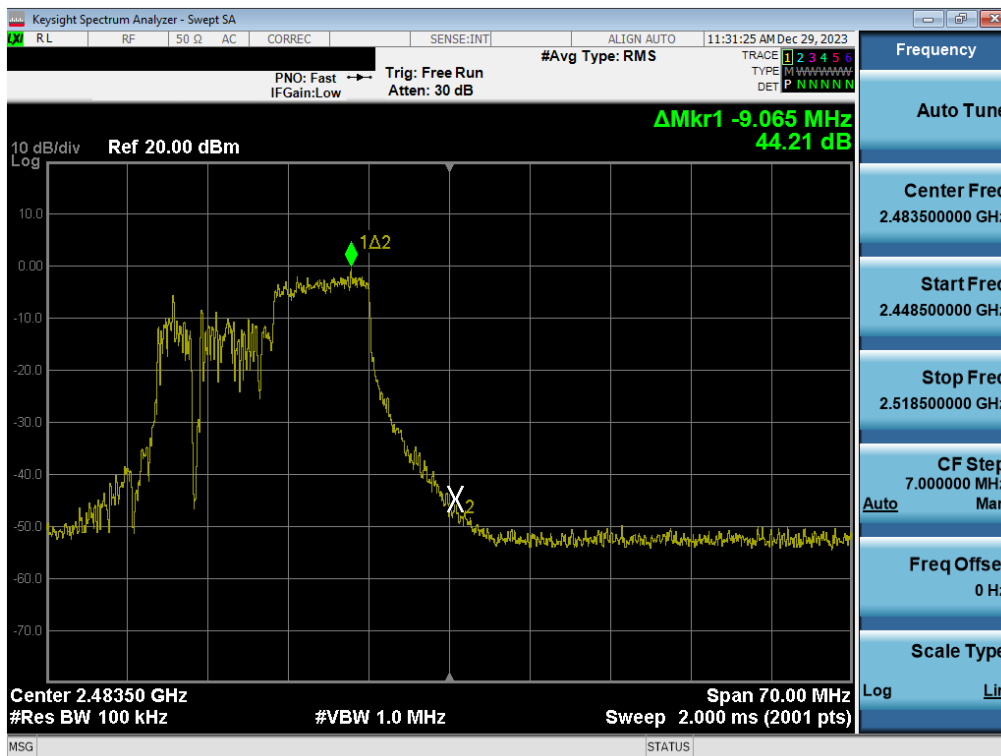 Keysight Spectrum Analyzer - Swept SA
LXI RL RF 50 Ω AC CORREC SENSE:INT ALIGN AUTO 11:31:25 AM Dec 29, 2023
PNO: Fast
IFGain:Low
Trig: Free Run
Atten: 30 dB
#Avg Type: RMS
TRACE 1 2 3 4 5 6
TYPE M WWWWW
DET P N N N N N
ΔMkr1 -9.065 MHz
44.21 dB
10 dB/div Ref 20.00 dBm
Log
10.0
0.00
-10.0
-20.0
-30.0
-40.0
-50.0
-60.0
-70.0
1Δ2
X2
Center 2.48350 GHz Span 70.00 MHz
#Res BW 100 kHz #VBW 1.0 MHz Sweep 2.000 ms (2001 pts)
MSG STATUS
Frequency
Auto Tune
Center Freq
2.483500000 GHz
Start Freq
2.448500000 GHz
Stop Freq
2.518500000 GHz
CF Step
7.000000 MHz
Auto Man
Freq Offset
0 Hz
Scale Type
Log Lin